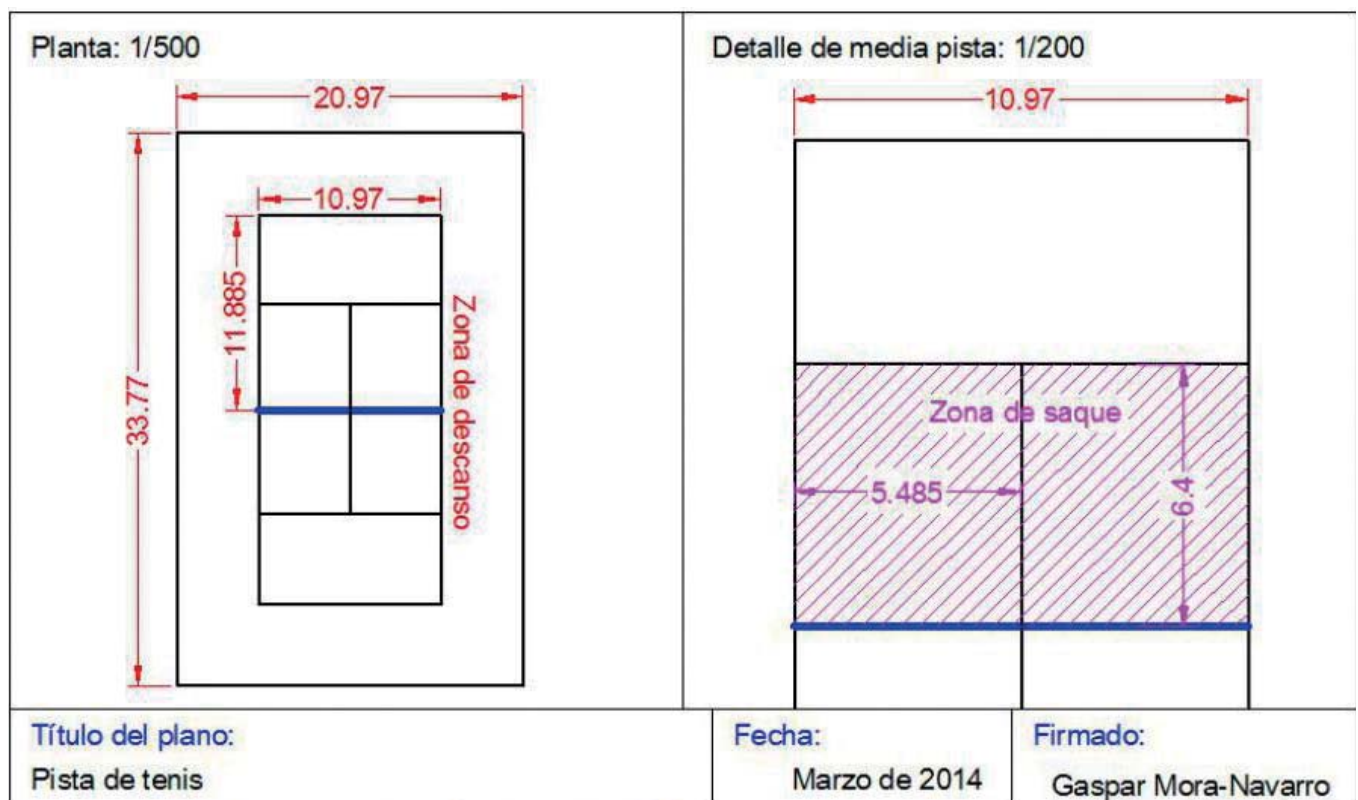 Planta: 1/500
20.97
10.97
11.885
33.77
Zona de descanso
Detalle de media pista: 1/200
10.97
Zona de saque
5.485
6.4
Título del plano:
Pista de tenis
Fecha:
Marzo de 2014
Firmado:
Gaspar Mora-Navarro